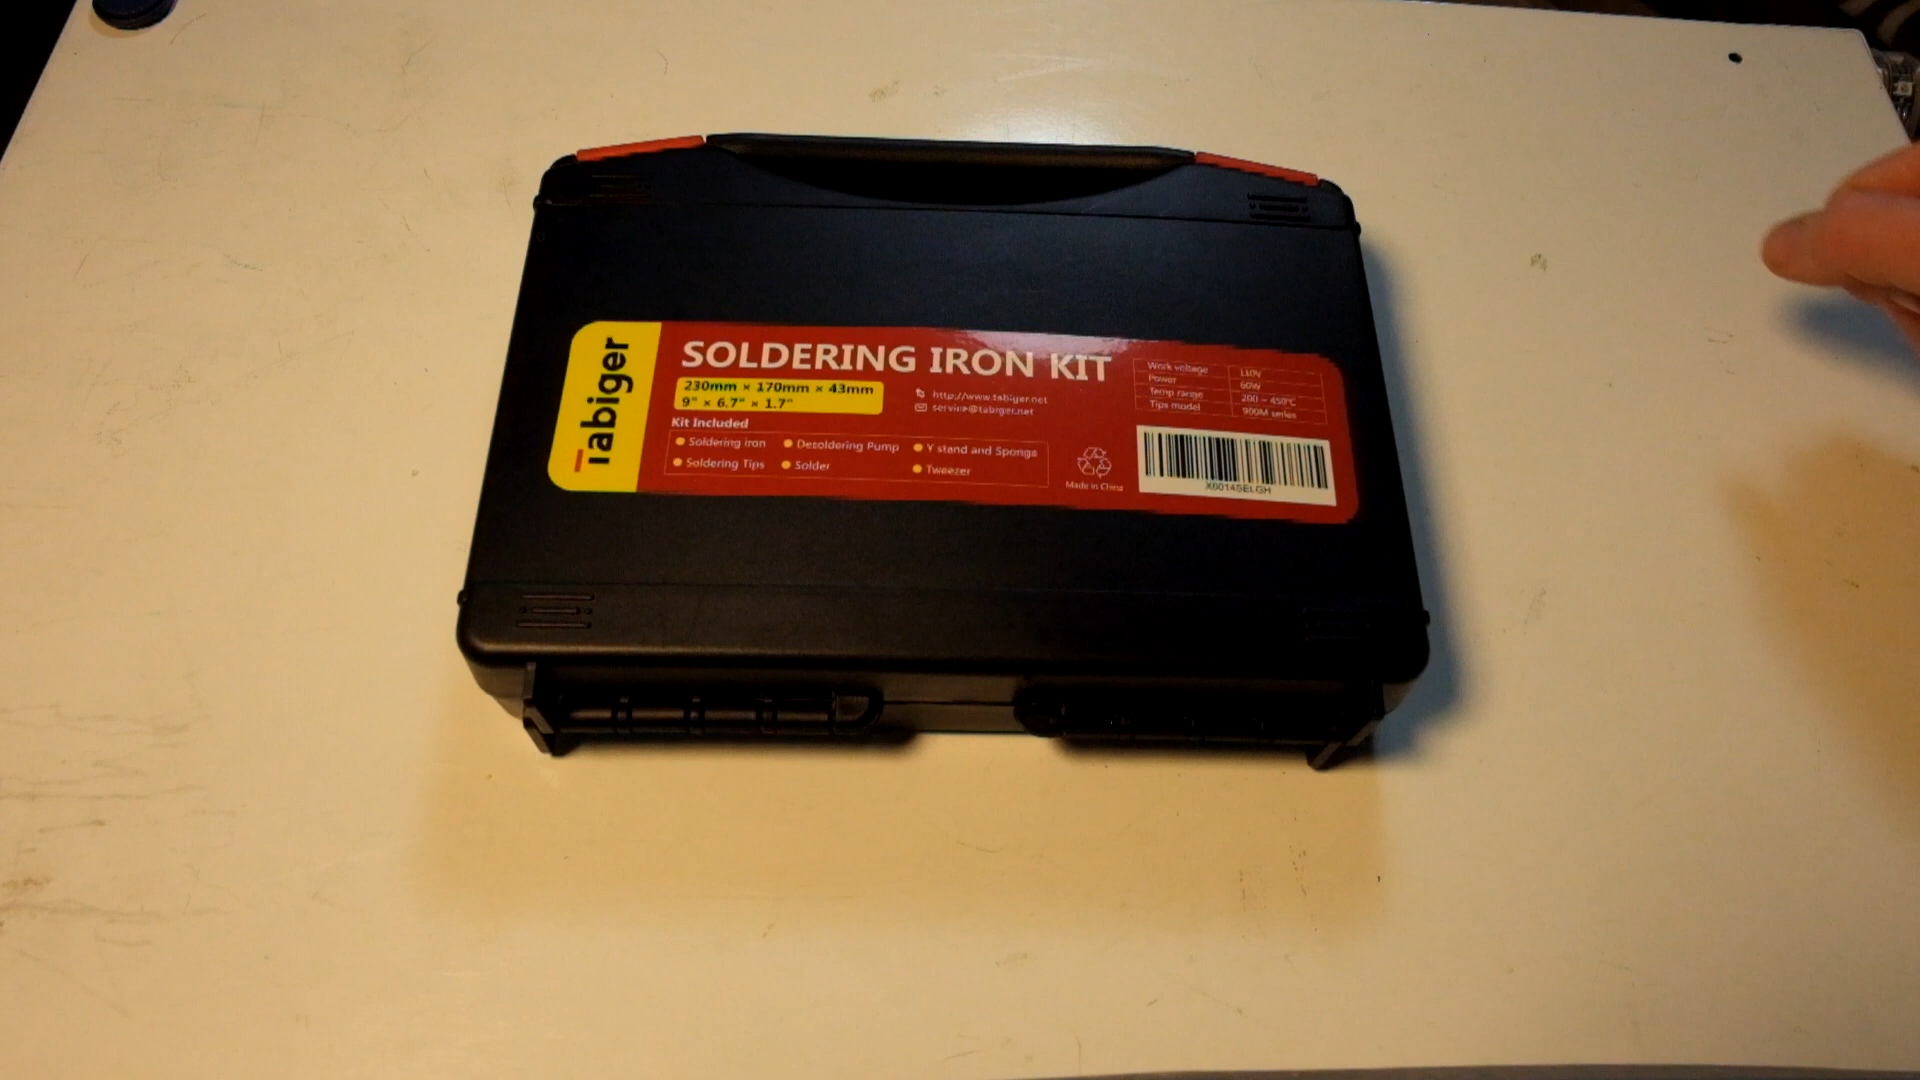 Tabiger
SOLDERING IRON KIT
230mm × 170mm × 43mm
9" × 6.7" × 1.7"
http://www.tabiger.net
service@tabiger.net
Kit Included
Soldering iron
Desoldering Pump
Y stand and Sponge
Soldering Tips
Solder
Tweezer
Work voltage 110V
Power 60W
Temp range 200 ~ 450℃
Tips model 900M series
Made in China
X0014SELGH